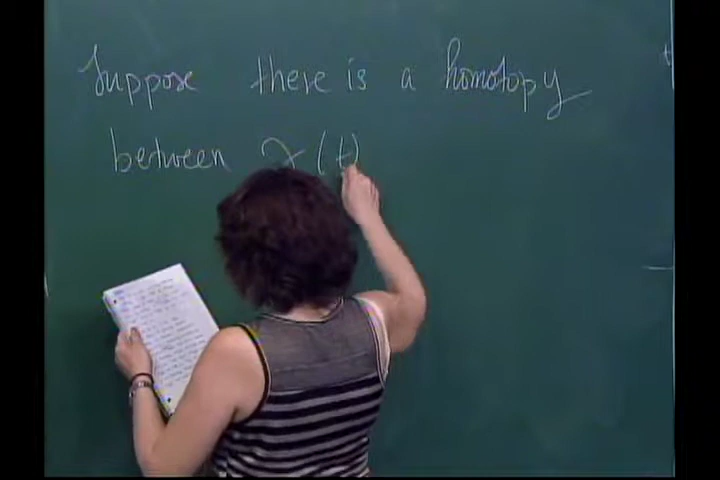 Suppose there is a homotopy
between γ(t)